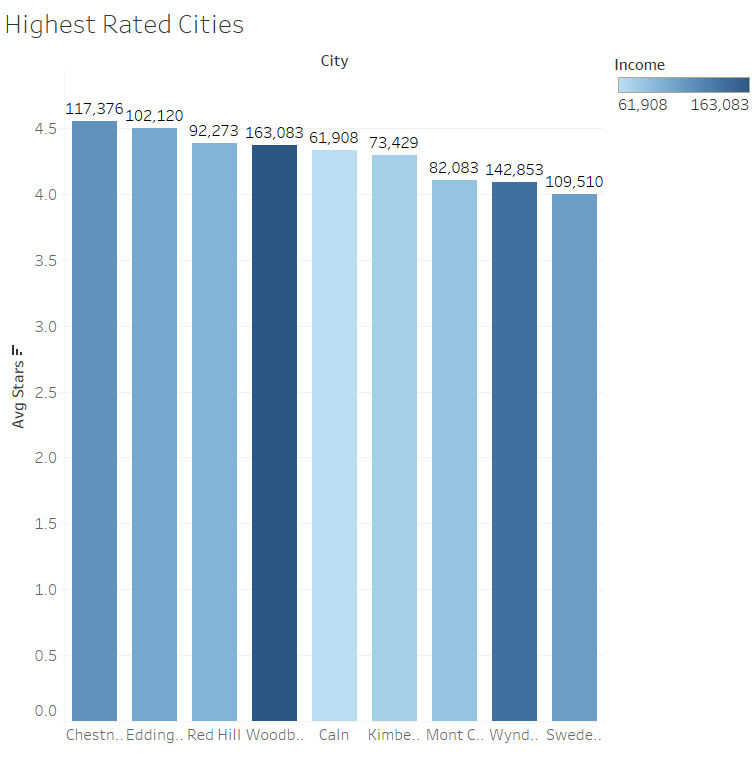 Highest Rated Cities
City
Income
61,908 163,083
117,376 102,120 92,273 163,083 61,908 73,429 82,083 142,853 109,510
Avg Stars
4.5
4.0
3.5
3.0
2.5
2.0
1.5
1.0
0.5
0.0
Chestn.. Edding.. Red Hill Woodb.. Caln Kimbe.. Mont C.. Wynd.. Swede..